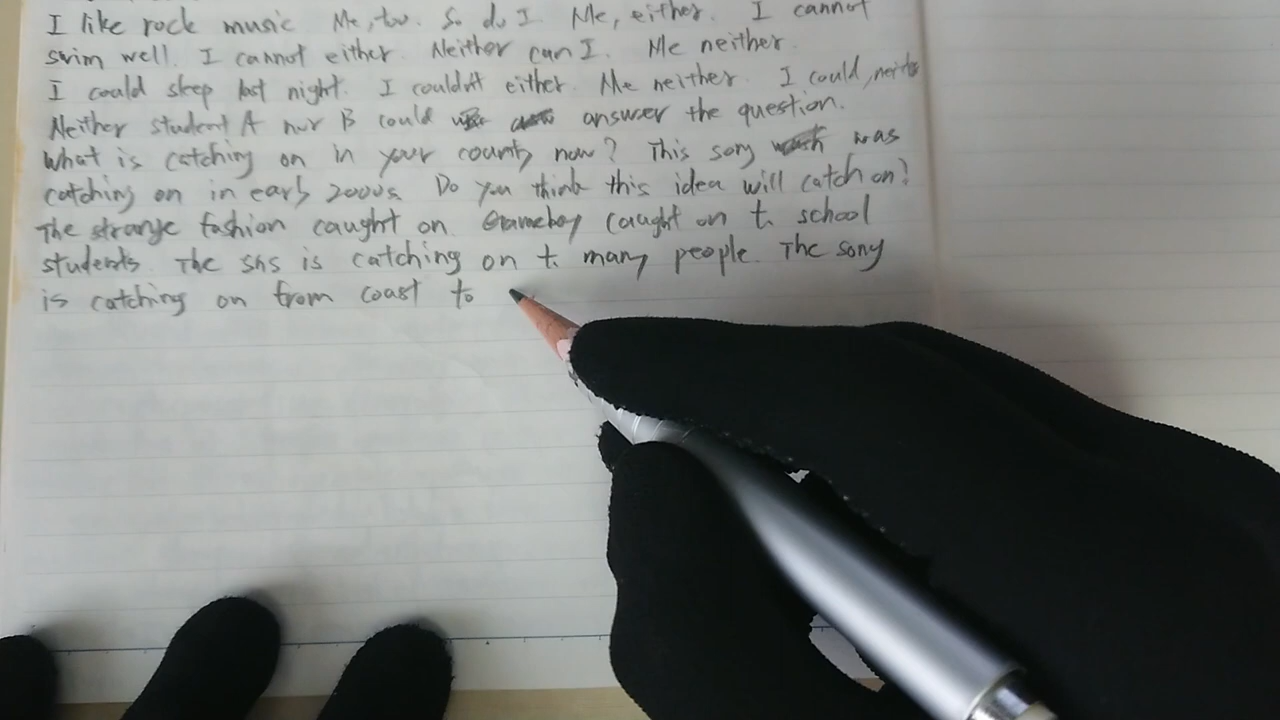 I like rock music Me, too. So do I. Me, either. I cannot
swim well. I cannot either. Neither can I. Me neither.
I could sleep last night. I couldn't either. Me neither. I could, neither
Neither student A nor B could answer the question.
What is catching on in your country now? This song was
catching on in early 2000s. Do you think this idea will catch on?
The strange fashion caught on. Gameboy caught on to school
students. The SNS is catching on to many people. The song
is catching on from coast to